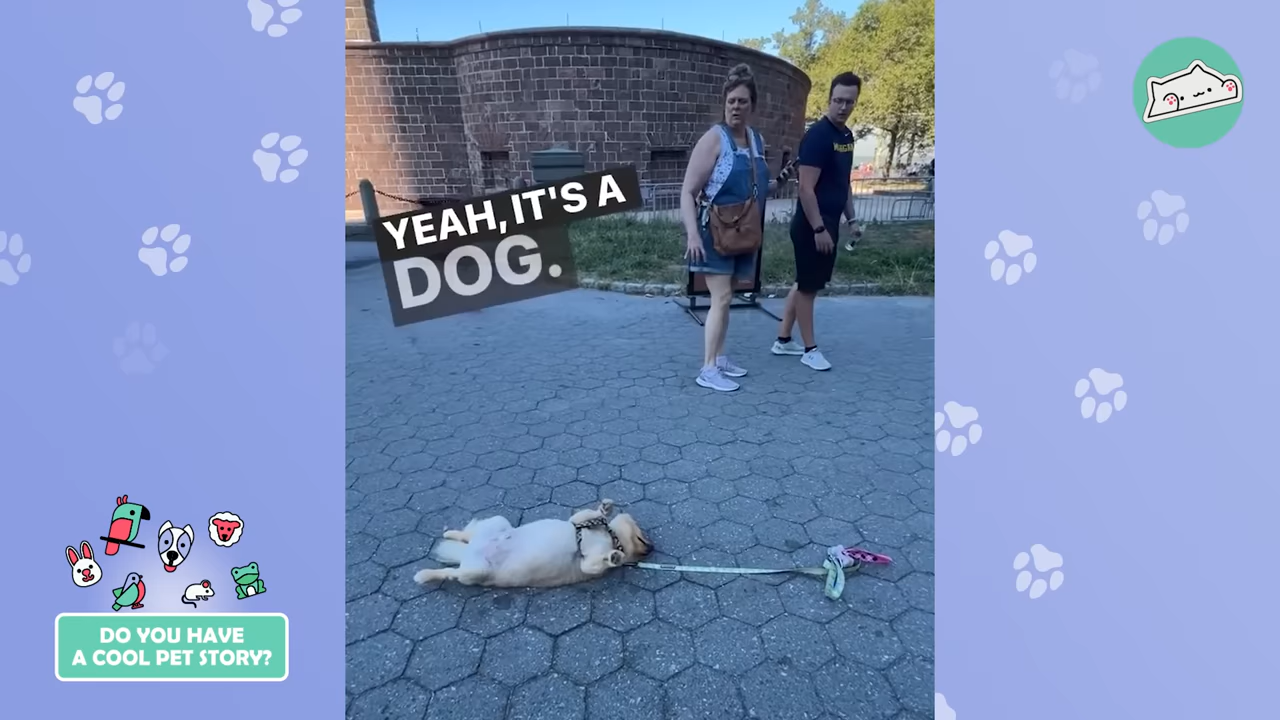 YEAH, IT'S A
DOG.
DO YOU HAVE
A COOL PET STORY?